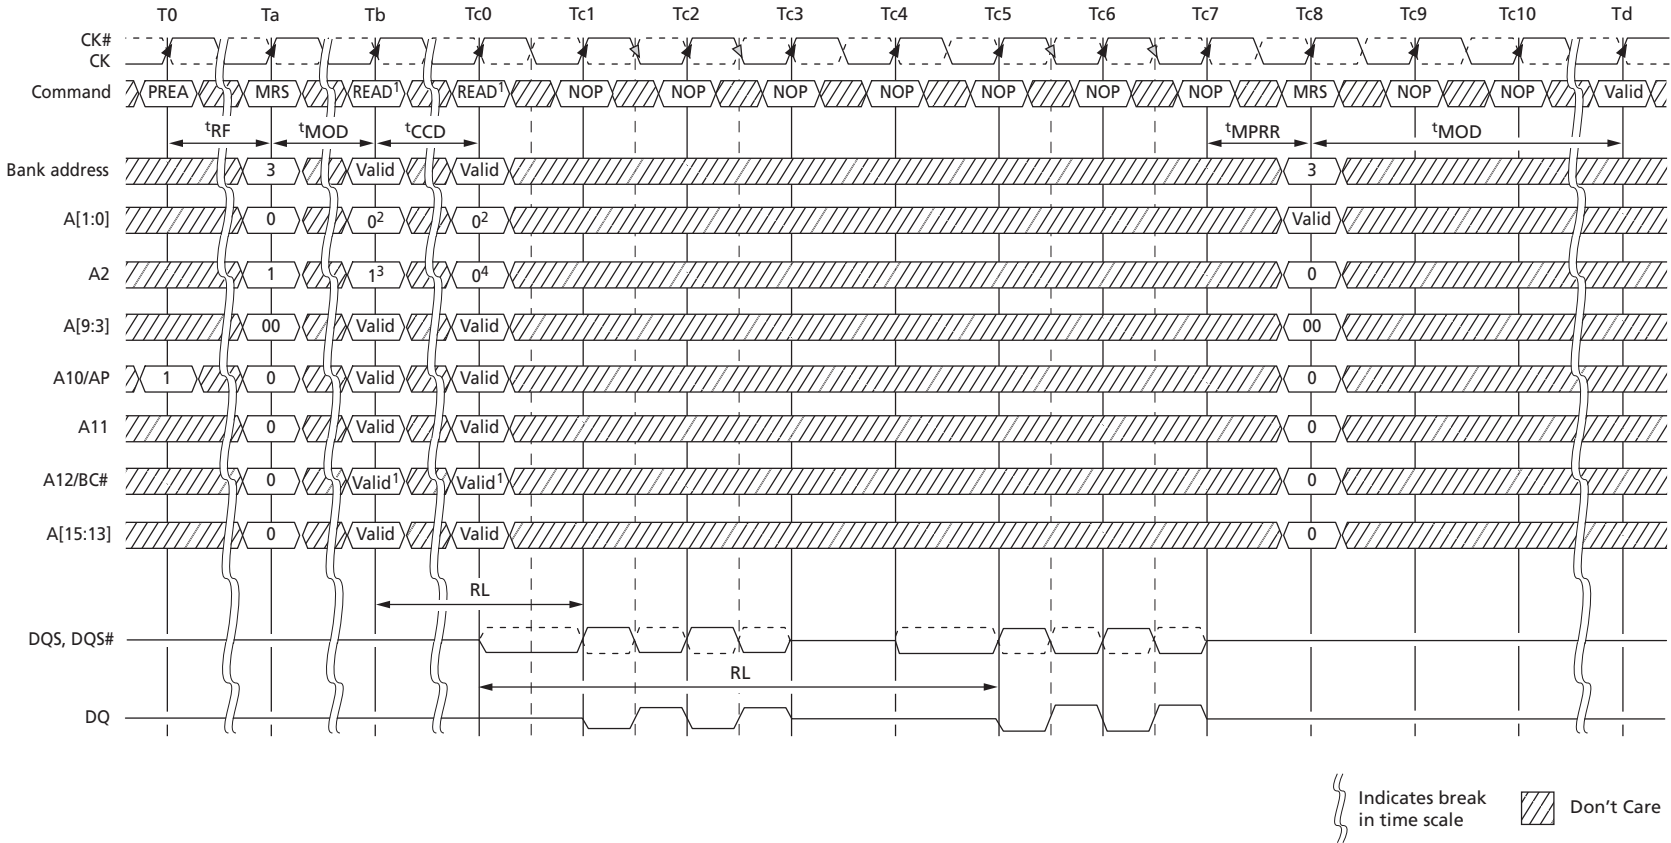 T0 Ta Tb Tc0 Tc1 Tc2 Tc3 Tc4 Tc5 Tc6 Tc7 Tc8 Tc9 Tc10 Td
CK#
CK
Command PREA MRS READ1 READ1 NOP NOP NOP NOP NOP NOP NOP MRS NOP NOP Valid
tRF tMOD tCCD tMPRR tMOD
Bank address 3 Valid Valid 3
A[1:0] 0 02 02 Valid
A2 1 13 04 0
A[9:3] 00 Valid Valid 00
A10/AP 1 0 Valid Valid 0
A11 0 Valid Valid 0
A12/BC# 0 Valid1 Valid1 0
A[15:13] 0 Valid Valid 0
RL
DQS, DQS#
RL
DQ
Indicates break
in time scale
Don't Care